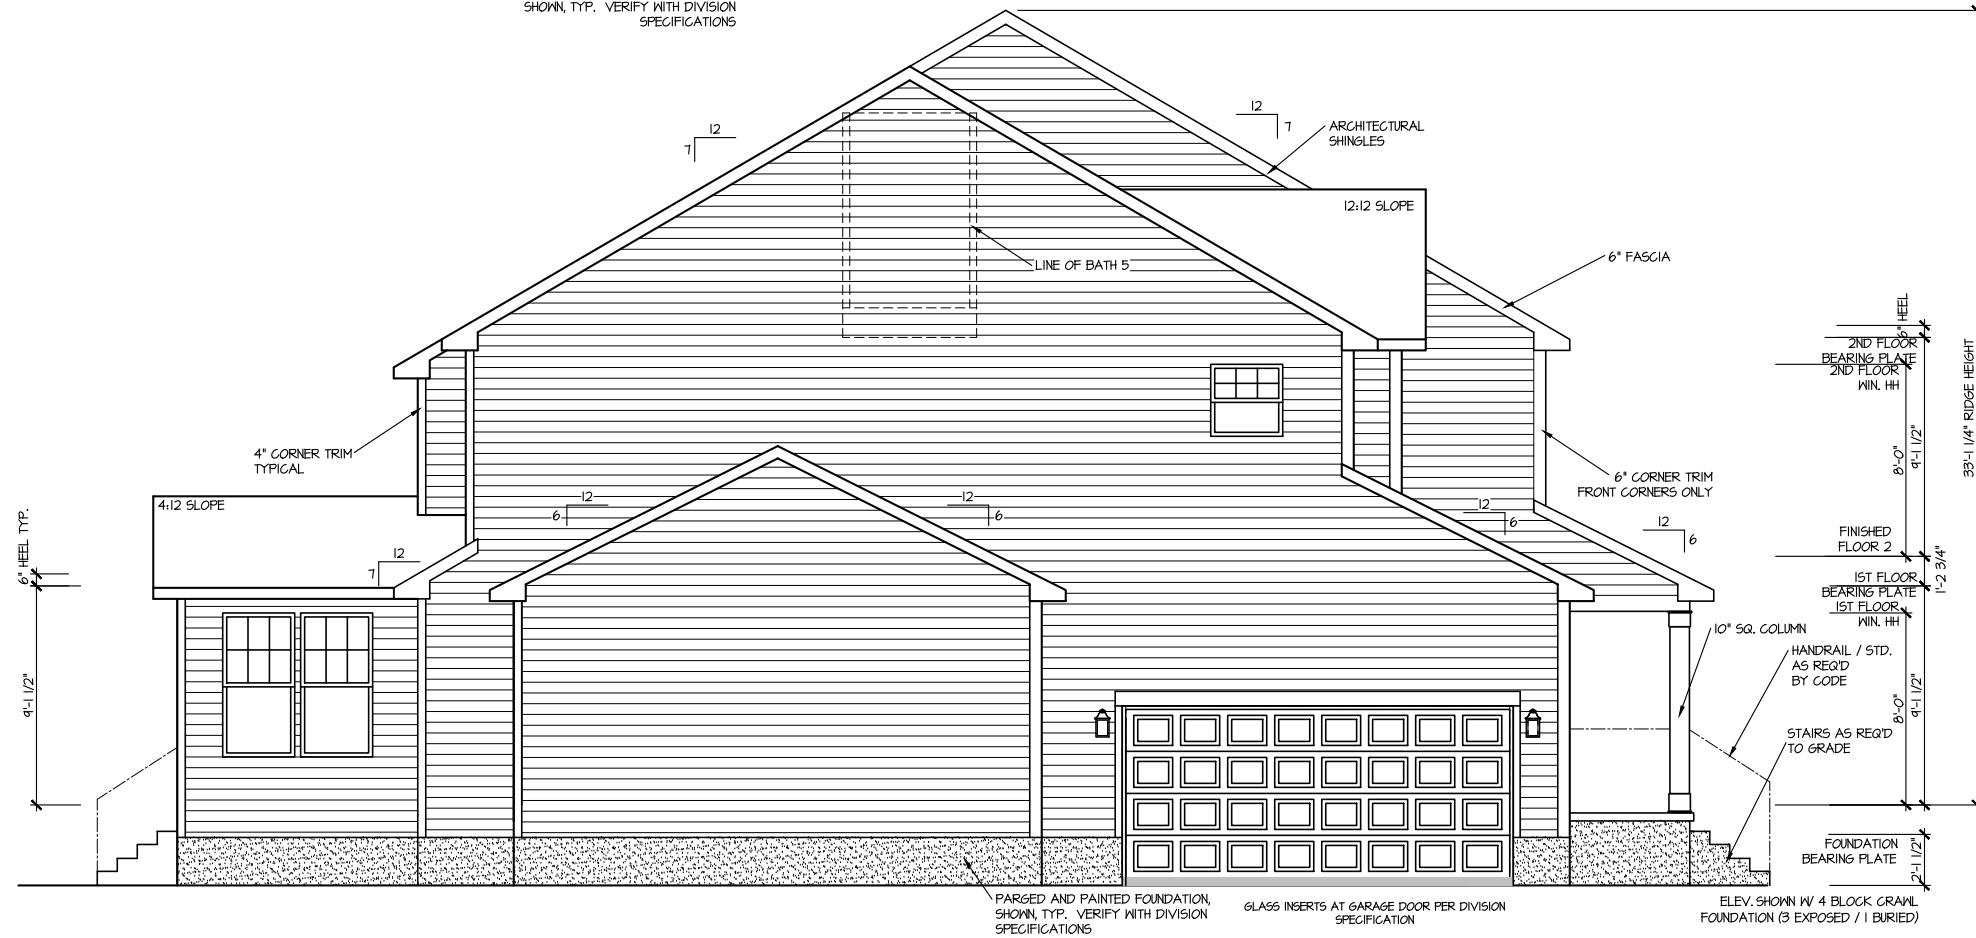 SHOWN, TYP. VERIFY WITH DIVISION
SPECIFICATIONS
12
7
12
7
ARCHITECTURAL
SHINGLES
12:12 SLOPE
LINE OF BATH 5
6" FASCIA
6" HEEL
2ND FLOOR
BEARING PLATE
2ND FLOOR
WIN. HH
33'-1 1/4" RIDGE HEIGHT
8'-0"
9'-1 1/2"
4" CORNER TRIM
TYPICAL
6" CORNER TRIM
FRONT CORNERS ONLY
4:12 SLOPE
12
6
12
6
12
6
12
6
12
7
6" HEEL TYP.
9'-1 1/2"
FINISHED
FLOOR 2
1'-2 3/4"
1ST FLOOR
BEARING PLATE
1ST FLOOR
WIN. HH
10" SQ. COLUMN
HANDRAIL / STD.
AS REQ'D
BY CODE
8'-0"
9'-1 1/2"
STAIRS AS REQ'D
TO GRADE
FOUNDATION
BEARING PLATE
2'-1 1/2"
PARGED AND PAINTED FOUNDATION,
SHOWN, TYP. VERIFY WITH DIVISION
SPECIFICATIONS
GLASS INSERTS AT GARAGE DOOR PER DIVISION
SPECIFICATION
ELEV. SHOWN W/ 4 BLOCK CRAWL
FOUNDATION (3 EXPOSED / 1 BURIED)